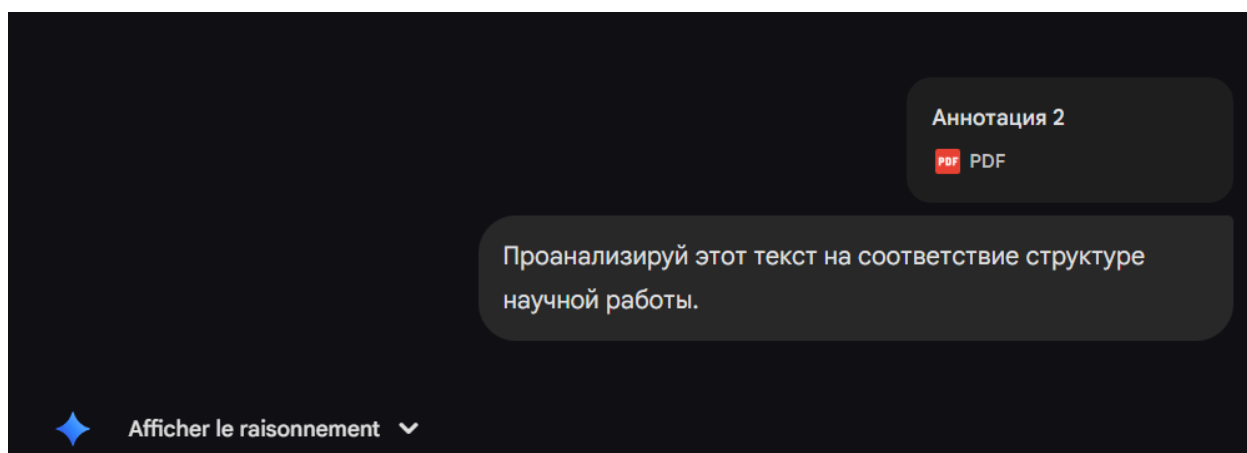 Аннотация 2
PDF PDF
Проанализируй этот текст на соответствие структуре
научной работы.
Afficher le raisonnement